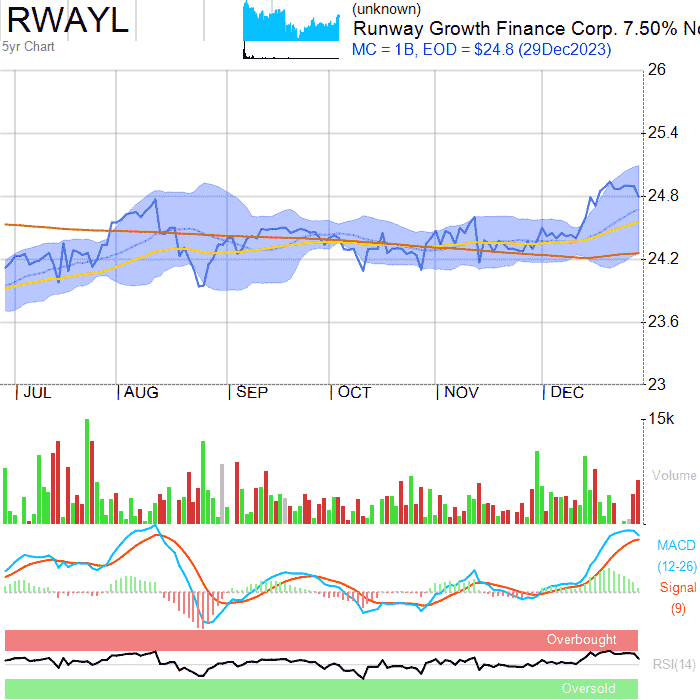 RWAYL
5yr Chart
(unknown)
Runway Growth Finance Corp. 7.50% No
MC = 1B, EOD = $24.8 (29Dec2023)
26
25.4
24.8
24.2
23.6
23
JUL AUG SEP OCT NOV DEC
15k
Volume
MACD
(12-26)
Signal
(9)
Overbought
RSI(14)
Oversold